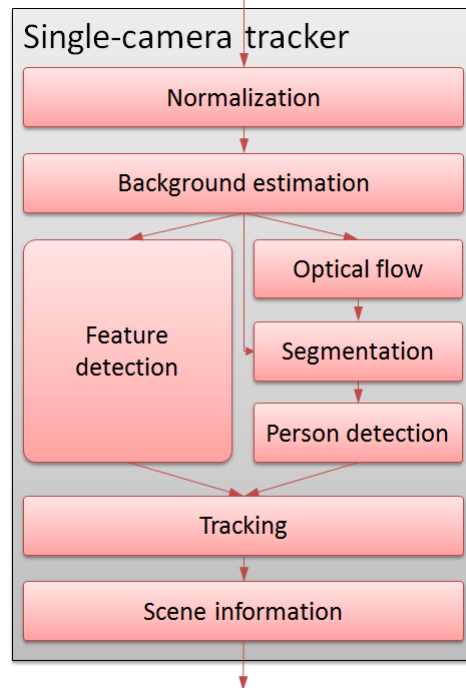 Single-camera tracker
Normalization
Background estimation
Feature
detection
Optical flow
Segmentation
Person detection
Tracking
Scene information